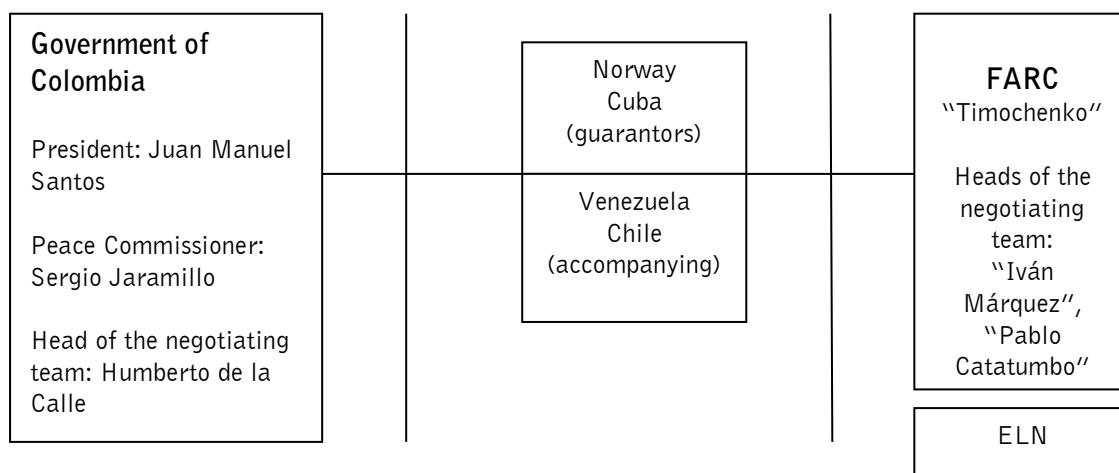 Government of
Colombia
President: Juan Manuel
Santos
Peace Commissioner:
Sergio Jaramillo
Head of the negotiating
team: Humberto de la
Calle
Norway
Cuba
(guarantors)
Venezuela
Chile
(accompanying)
FARC
“Timochenko”
Heads of the
negotiating
team:
“Iván
Márquez”,
“Pablo
Catatumbo”
ELN